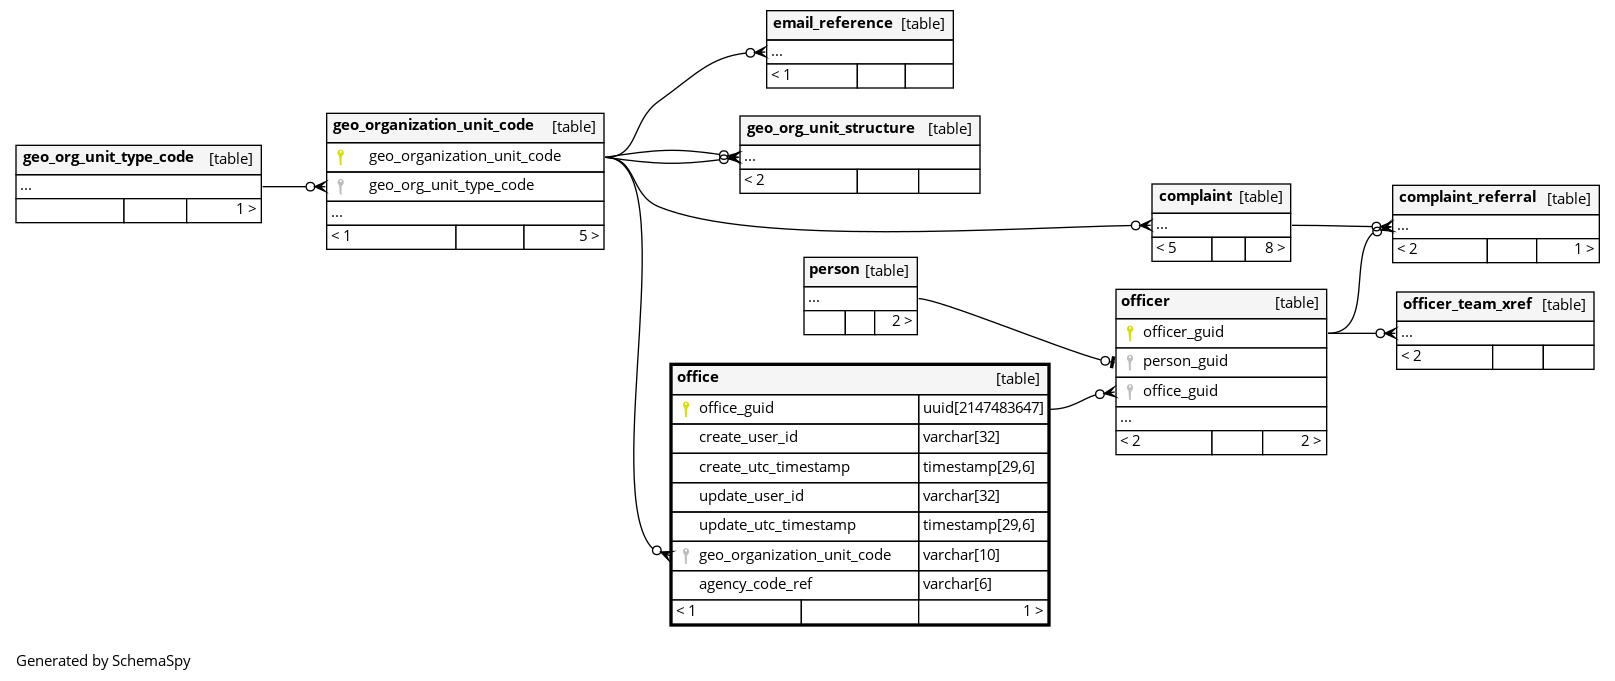 email_reference [table]
...
< 1
geo_organization_unit_code [table]
geo_organization_unit_code
geo_org_unit_type_code
...
< 1 5 >
geo_org_unit_structure [table]
...
< 2
geo_org_unit_type_code [table]
...
1 >
complaint [table]
...
< 5 8 >
complaint_referral [table]
...
< 2 1 >
person [table]
...
2 >
officer [table]
officer_guid
person_guid
office_guid
...
< 2 2 >
officer_team_xref [table]
...
< 2
office [table]
office_guid uuid[2147483647]
create_user_id varchar[32]
create_utc_timestamp timestamp[29,6]
update_user_id varchar[32]
update_utc_timestamp timestamp[29,6]
geo_organization_unit_code varchar[10]
agency_code_ref varchar[6]
< 1 1 >
Generated by SchemaSpy